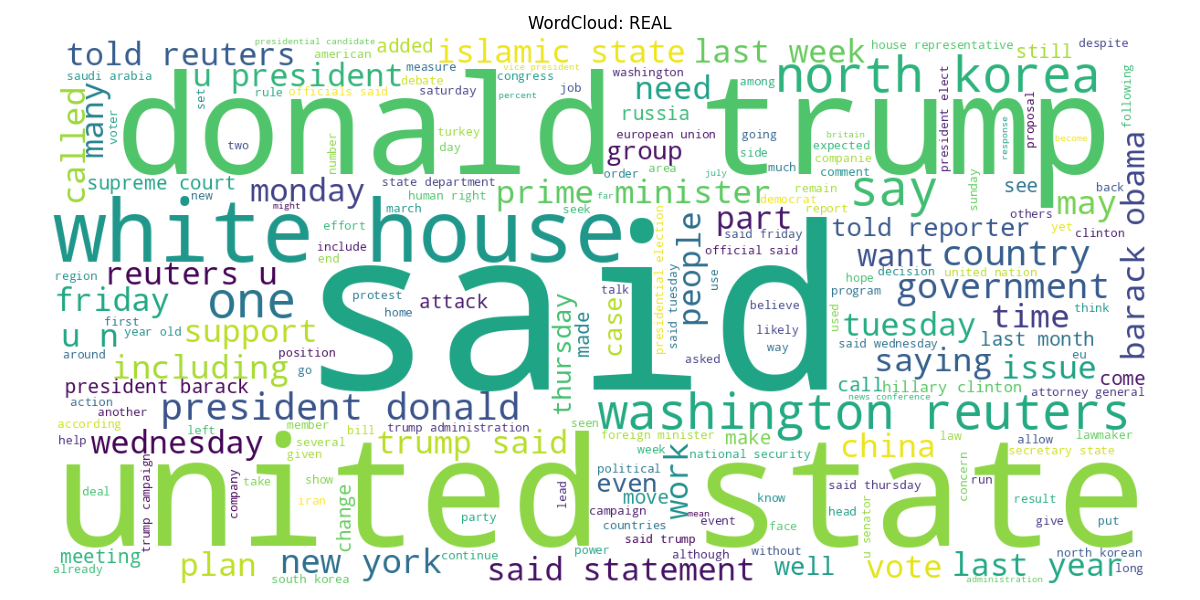 WordCloud: REAL
presidential candidate
told reuters
american
added
islamic state
last week
house representative
still
despite
saudi arabia
u president
measure
vice president
congress
washington
among
north korea
following
called
many
voter
set
rule
officials said
debate
saturday
percent
job
need
russia
president elect
response
proposal
donald trump
two
number
turkey
day
european union
going
britain
expected
become
group
side
much
companie
comment
supreme court
new
state department
order
area
july
human right
prime minister
remain
democrat
say
see
back
barack obama
monday
might
march
seek
far
report
sunday
may
others
yet
clinton
white house
effort
include
end
people
part
said friday
official said
told reporter
want
country
region
reuters u
presidential election
said tuesday
use
hope
decision
united nation
program
government
friday
one
protest
home
attack
talk
believe
said
used
time
think
u n
first
year old
support
thursday
made
case
likely
way
tuesday
last month
around
including
position
go
asked
said wednesday
saying
eu
issue
come
president barack
call
hillary clinton
attorney general
action
another
president donald
news conference
washington reuters
according
left
member
bill
trump administration
seen
foreign minister
make
law
allow
lawmaker
help
wednesday
given
several
trump said
week
national security
china
secretary state
united state
trump campaign
deal
company
take
show
iran
change
party
lead
political
even
move
work
know
said thursday
concern
run
result
campaign
mean
countries
event
face
head
u senator
give
put
said trump
meeting
already
plan
new york
south korea
continue
power
although
without
said statement
well
vote
last year
administration
north korean
long